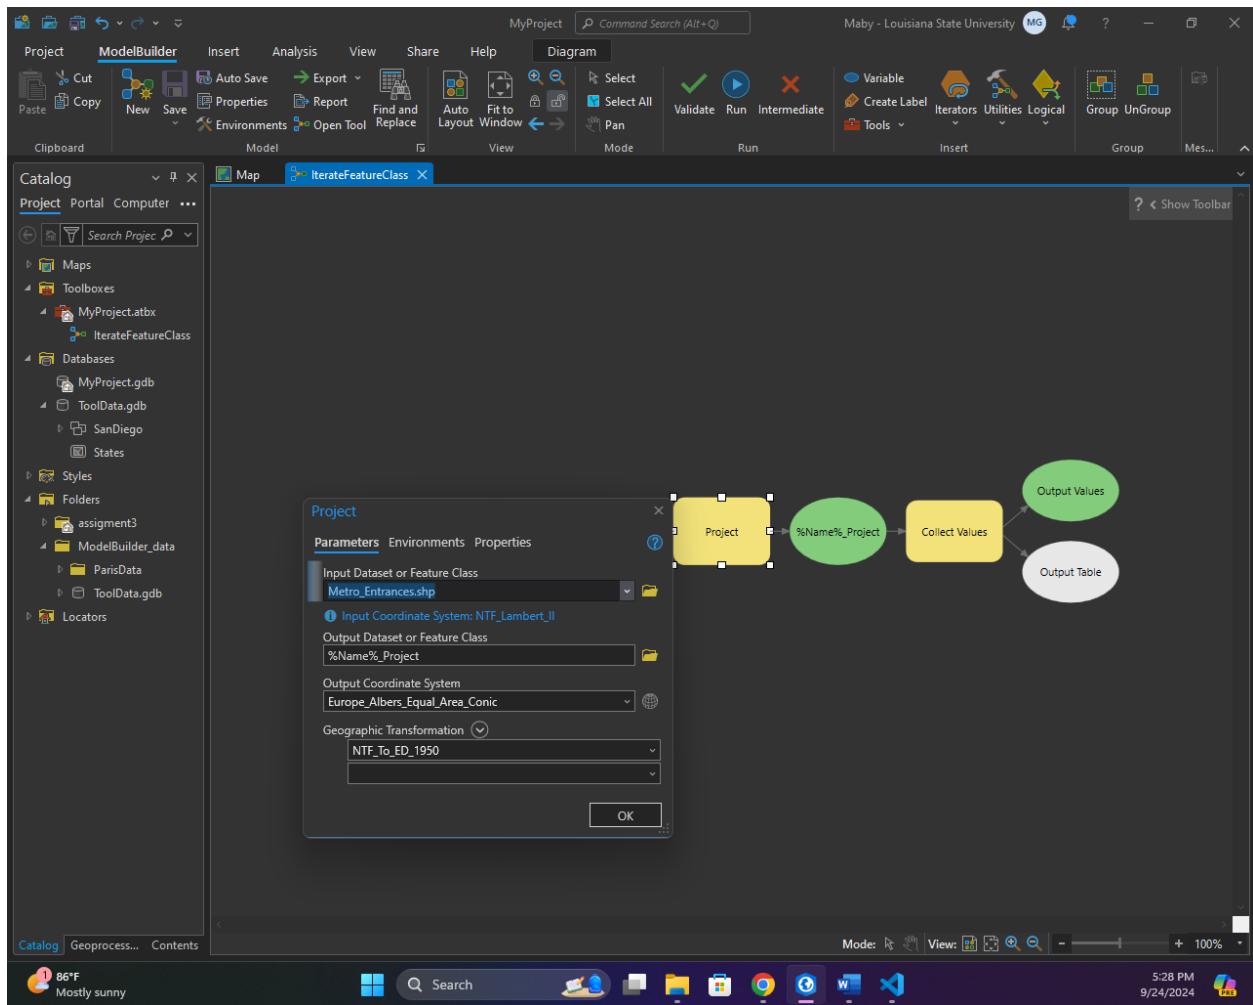 MyProject
Command Search (Alt+Q)
Maby - Louisiana State University
MG
?
Project
ModelBuilder
Insert
Analysis
View
Share
Help
Diagram
Paste
Cut
Copy
Clipboard
New
Save
Auto Save
Properties
Environments
Export
Report
Open Tool
Find and
Replace
Model
Auto
Layout
Fit to
Window
View
Select
Select All
Pan
Mode
Validate
Run
Intermediate
Run
Variable
Create Label
Tools
Iterators
Utilities
Logical
Insert
Group
UnGroup
Group
Mes...
Catalog
Project
Portal
Computer
Search Projec
Maps
Toolboxes
MyProject.atbx
IterateFeatureClass
Databases
MyProject.gdb
ToolData.gdb
SanDiego
States
Styles
Folders
assigment3
ModelBuilder_data
ParisData
ToolData.gdb
Locators
Catalog
Geoprocess...
Contents
Map
IterateFeatureClass
? < Show Toolbar
Project
Parameters
Environments
Properties
?
Input Dataset or Feature Class
Metro_Entrances.shp
Input Coordinate System: NTF_Lambert_II
Output Dataset or Feature Class
%Name%_Project
Output Coordinate System
Europe_Albers_Equal_Area_Conic
Geographic Transformation
NTF_To_ED_1950
OK
Project
%Name%_Project
Collect Values
Output Values
Output Table
Mode:
View:
- + 100%
1
86°F
Mostly sunny
Search
5:28 PM
9/24/2024
PRE